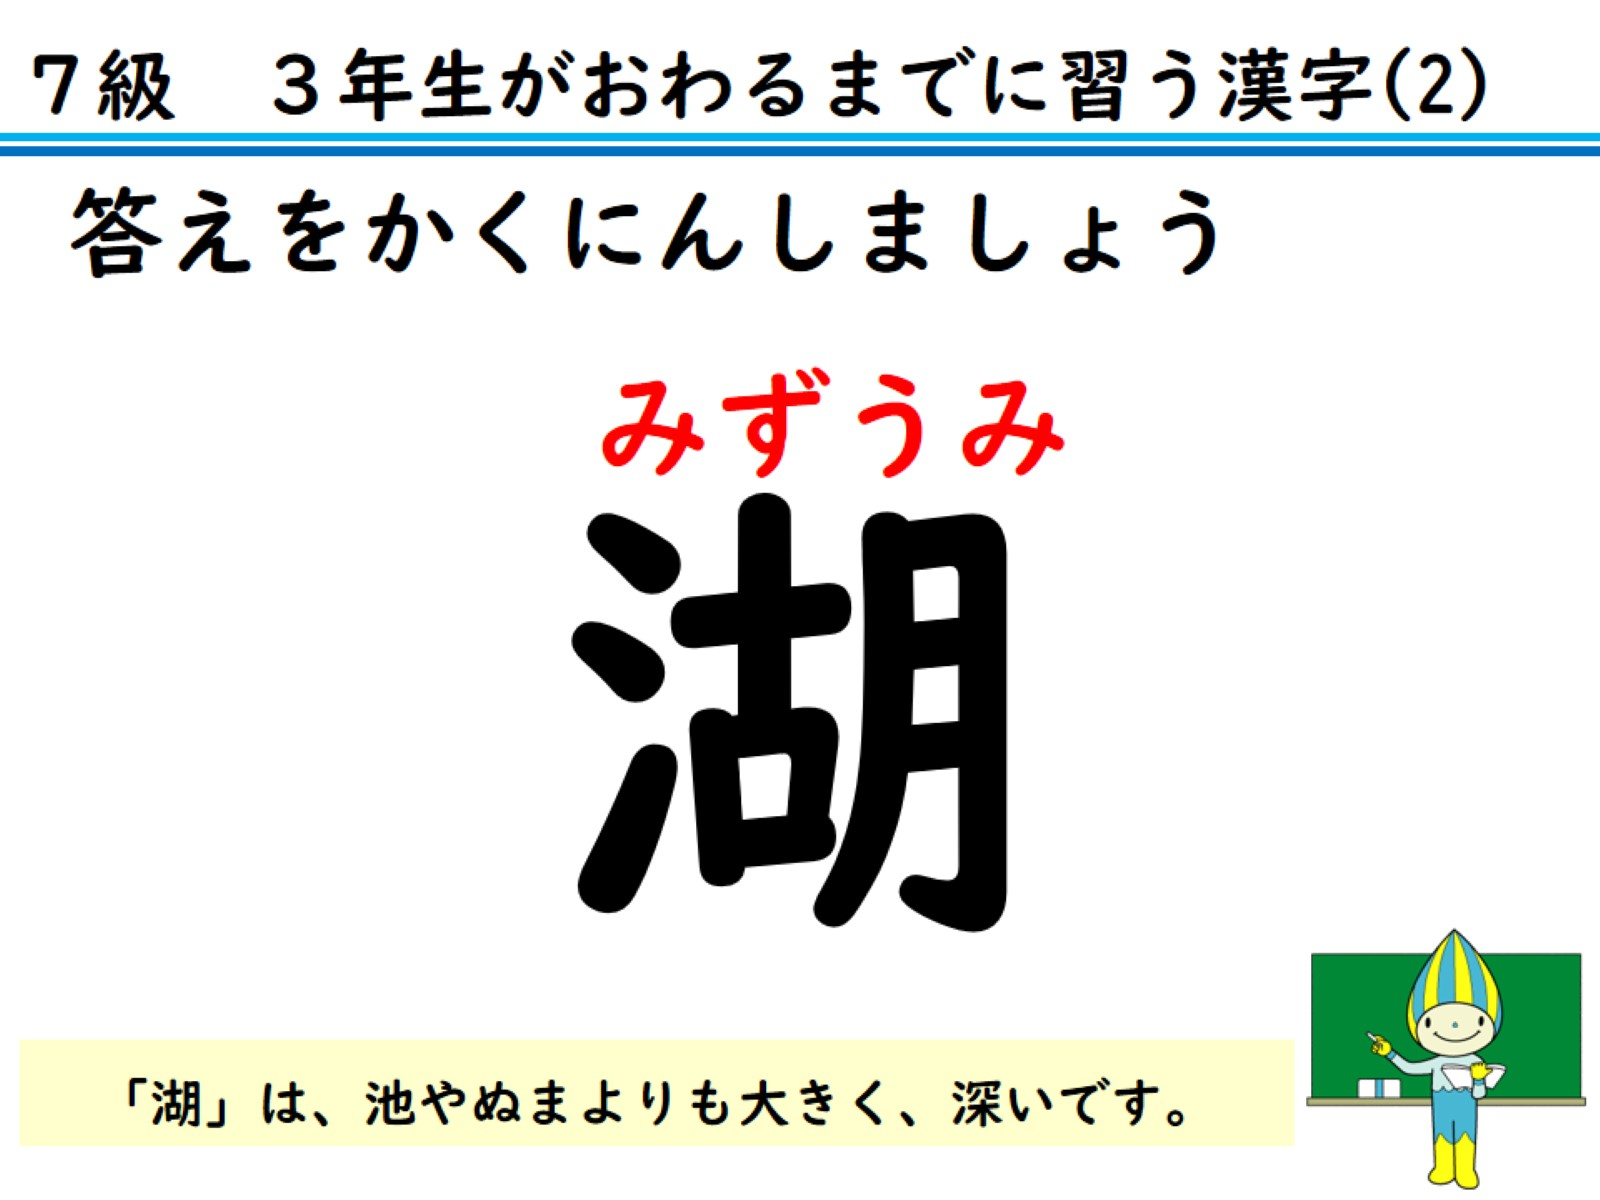 ７級　３年生がおわるまでに習う漢字(2)
答えをかくにんしましょう
みずうみ
湖
「湖」は、池やぬまよりも大きく、深いです。